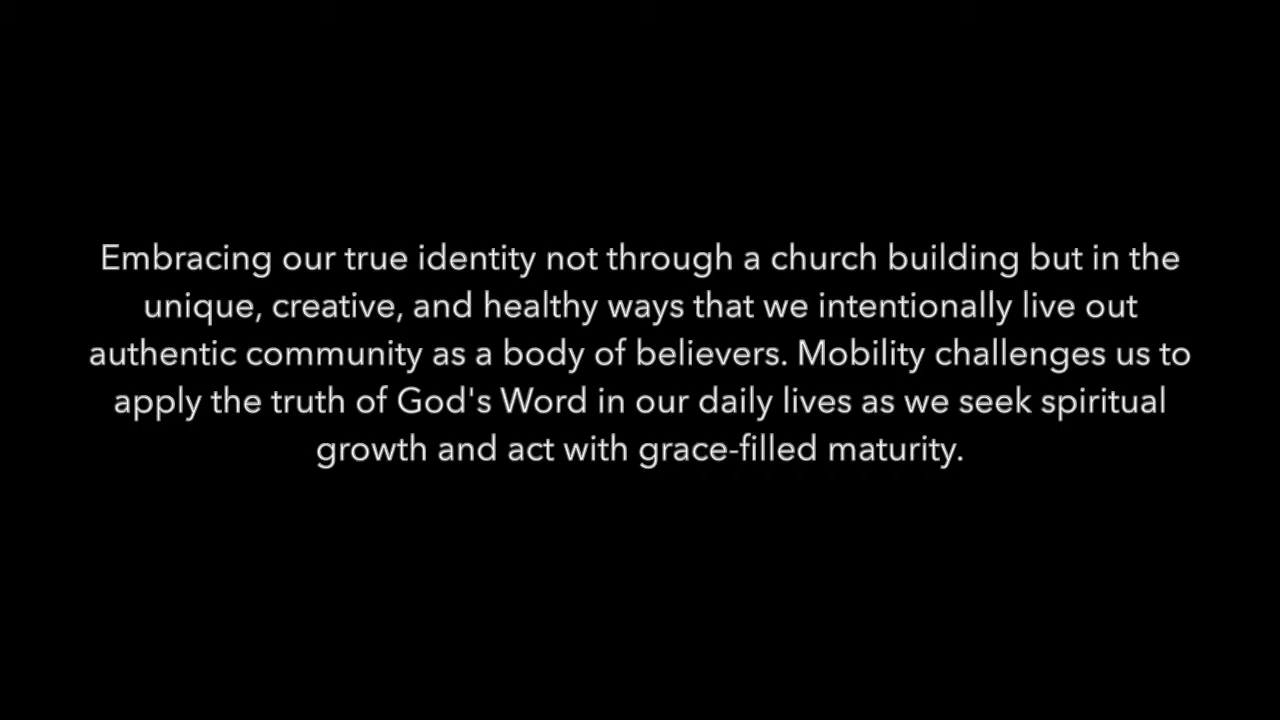 Embracing our true identity not through a church building but in the
unique, creative, and healthy ways that we intentionally live out
authentic community as a body of believers. Mobility challenges us to
apply the truth of God's Word in our daily lives as we seek spiritual
growth and act with grace-filled maturity.